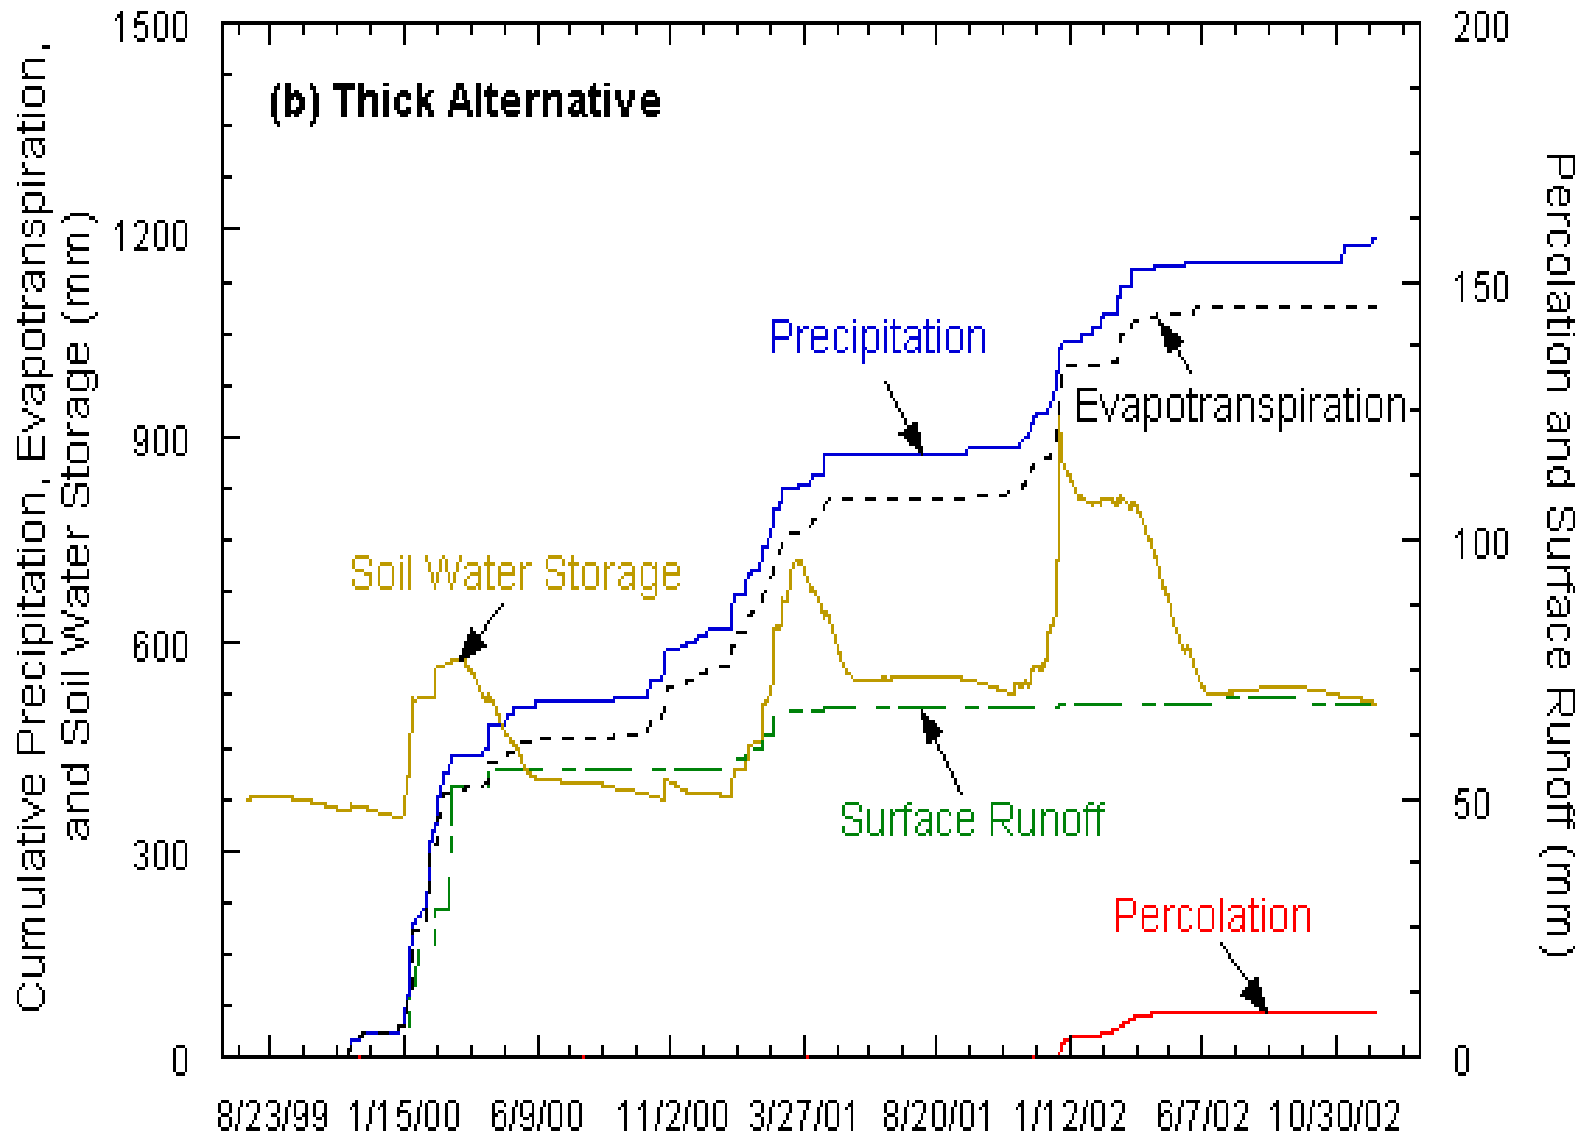 Cumulative Precipitation, Evapotranspiration,
and Soil Water Storage (mm)
1500
1200
900
600
300
0
(b) Thick Alternative
Precipitation
Evapotranspiration
Soil Water Storage
Surface Runoff
Percolation
200
150
100
50
0
Percolation and Surface Runoff (mm)
8/23/99 1/15/00 6/9/00 11/2/00 3/27/01 8/20/01 1/12/02 6/7/02 10/30/02